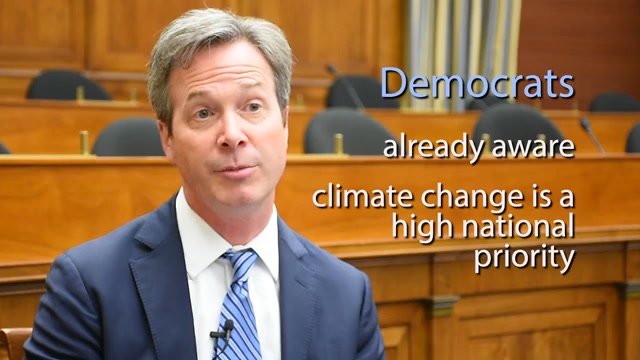 Democrats
already aware
climate change is a
high national
priority